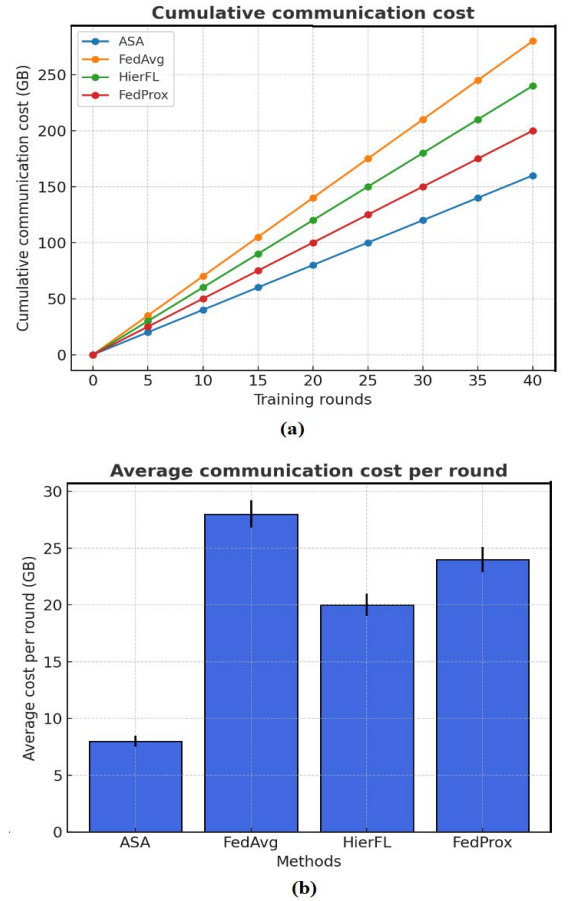 Cumulative communication cost
ASA
FedAvg
HierFL
FedProx
Cumulative communication cost (GB)
250
200
150
100
50
0
0 5 10 15 20 25 30 35 40
Training rounds
(a)
Average communication cost per round
Average cost per round (GB)
30
25
20
15
10
5
0
ASA FedAvg HierFL FedProx
Methods
(b)